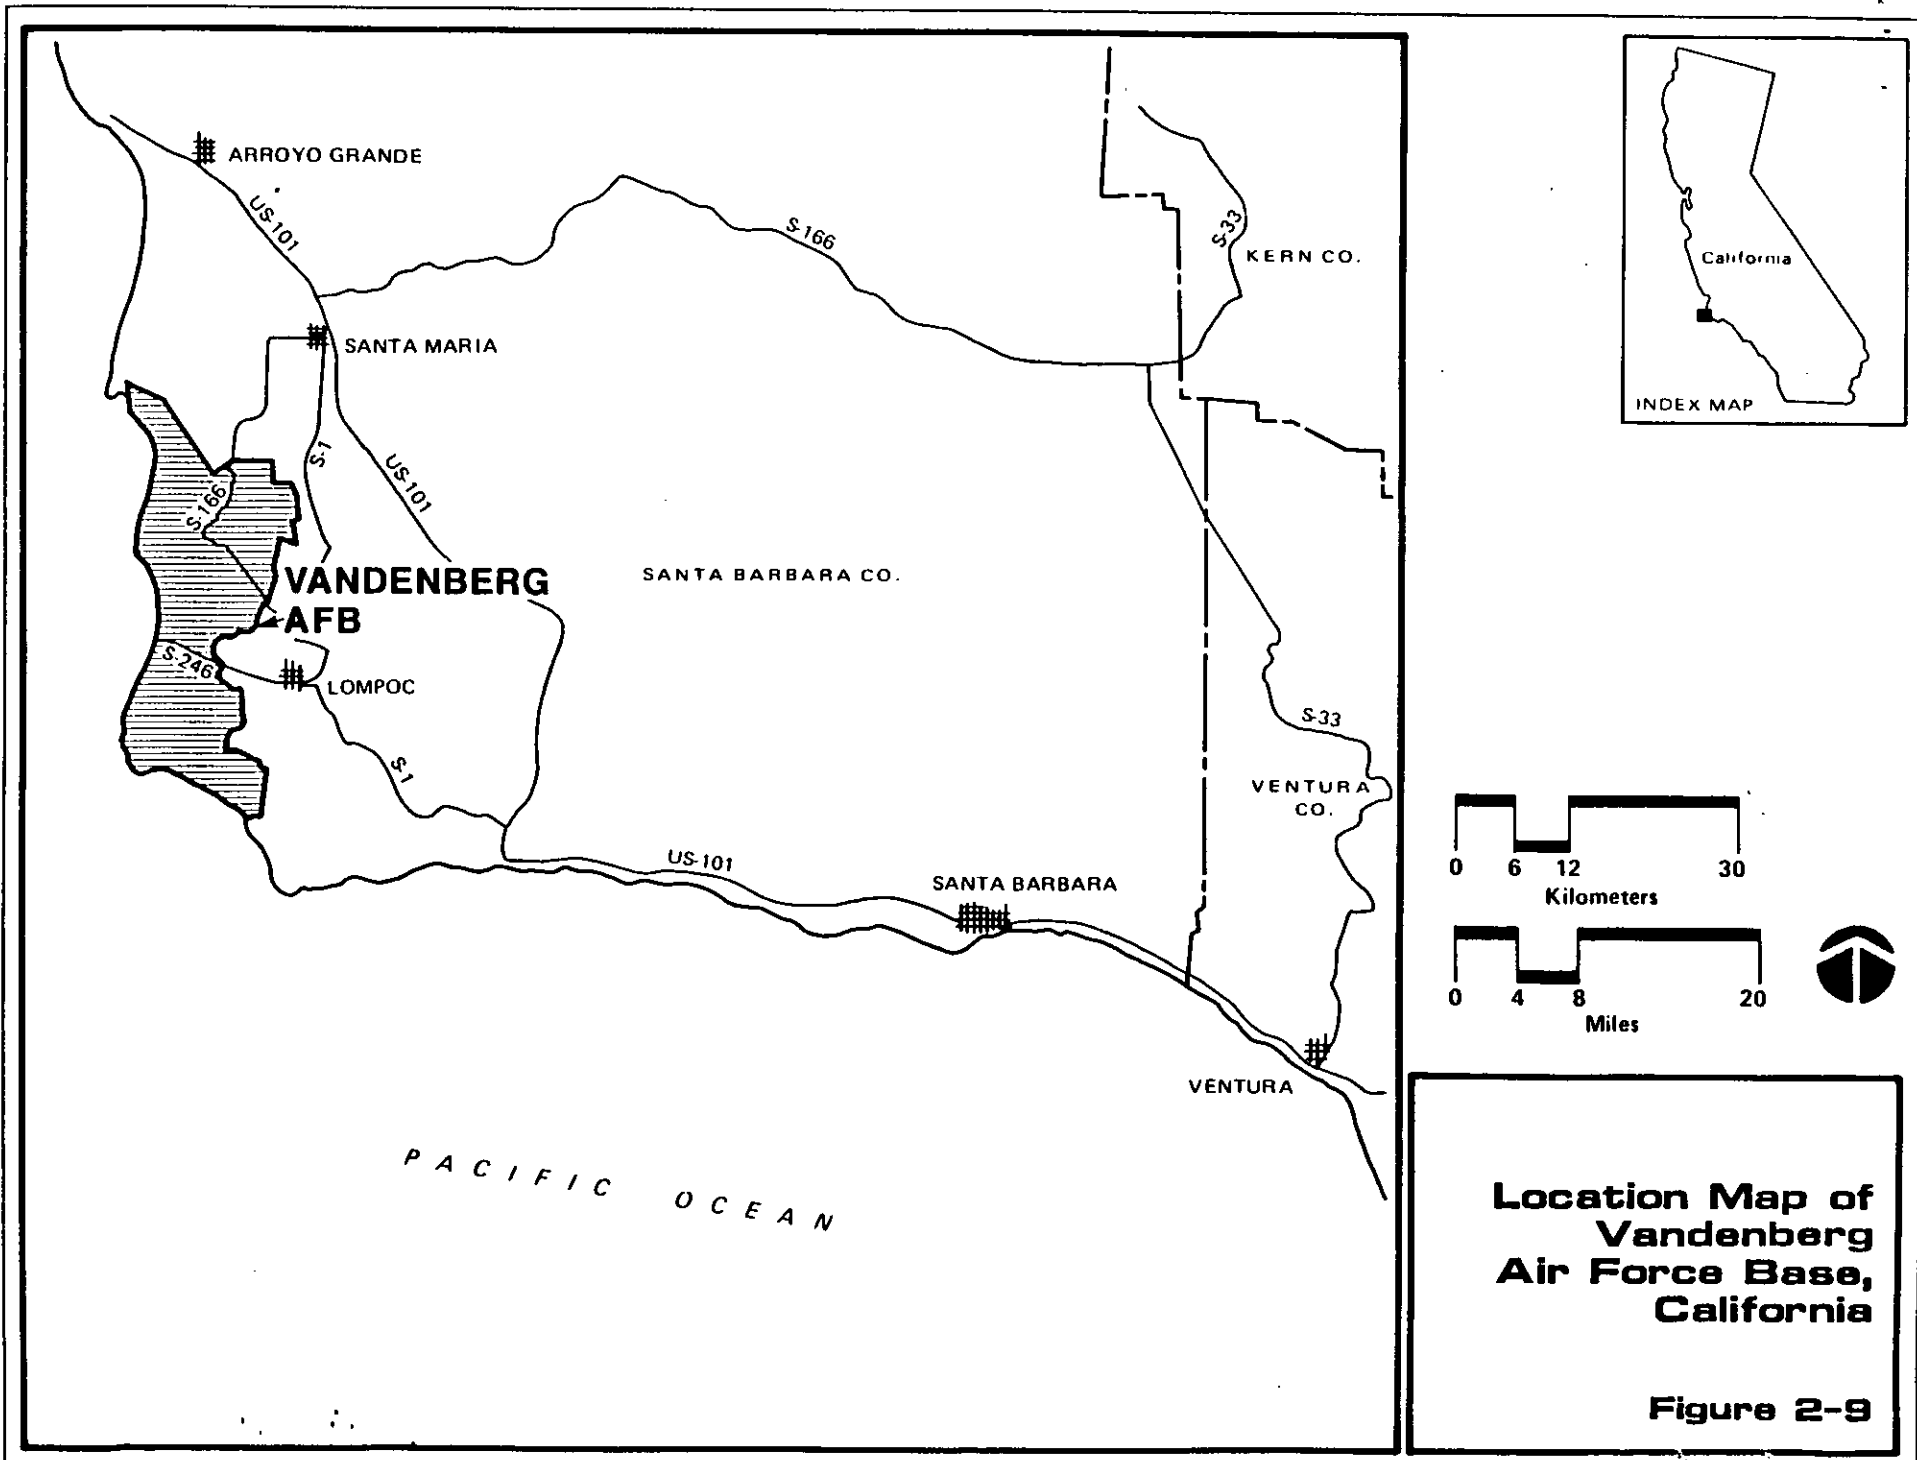 ARROYO GRANDE
US-101
S-166
S-33
KERN CO.
SANTA MARIA
S-1
US-101
S-166
VANDENBERG
AFB
SANTA BARBARA CO.
S-246
LOMPOC
S-1
S-33
VENTURA
CO.
US-101
SANTA BARBARA
VENTURA
PACIFIC OCEAN
California
INDEX MAP
0 6 12 30
Kilometers
0 4 8 20
Miles
Location Map of
Vandenberg
Air Force Base,
California
Figure 2-9